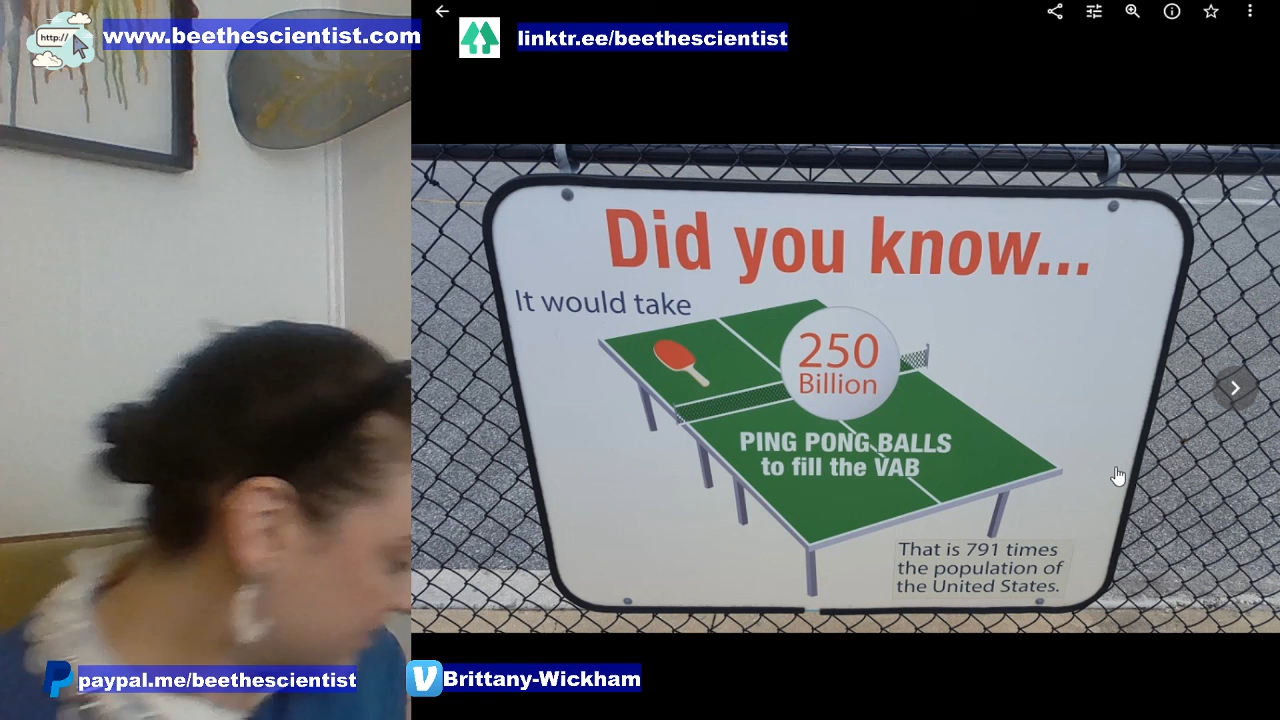 http://
www.beethescientist.com
linktr.ee/beethescientist
Did you know...
It would take
250
Billion
PING PONG BALLS
to fill the VAB
That is 791 times
the population of
the United States.
paypal.me/beethescientist
Brittany-Wickham